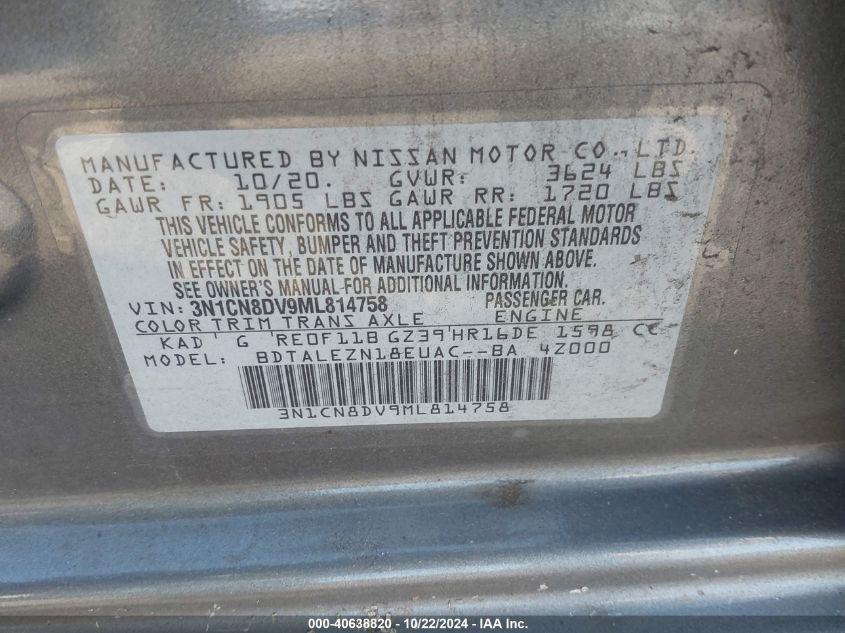 MANUFACTURED BY NISSAN MOTOR CO., LTD.
DATE: 10/20. GVWR: 3624 LBS
GAWR FR: 1905 LBS GAWR RR: 1720 LBS
THIS VEHICLE CONFORMS TO ALL APPLICABLE FEDERAL MOTOR
VEHICLE SAFETY, BUMPER AND THEFT PREVENTION STANDARDS
IN EFFECT ON THE DATE OF MANUFACTURE SHOWN ABOVE.
SEE OWNER'S MANUAL FOR ADDITIONAL INFORMATION.
VIN: 3N1CN8DV9ML814758 PASSENGER CAR.
COLOR TRIM TRANS AXLE ENGINE
KAD G RE0F11B GZ39 HR16DE 1598 CC
MODEL: BDTALEZN18EUAC--BA 4Z000
3N1CN8DV9ML814758
000-40638820 - 10/22/2024 - IAA Inc.